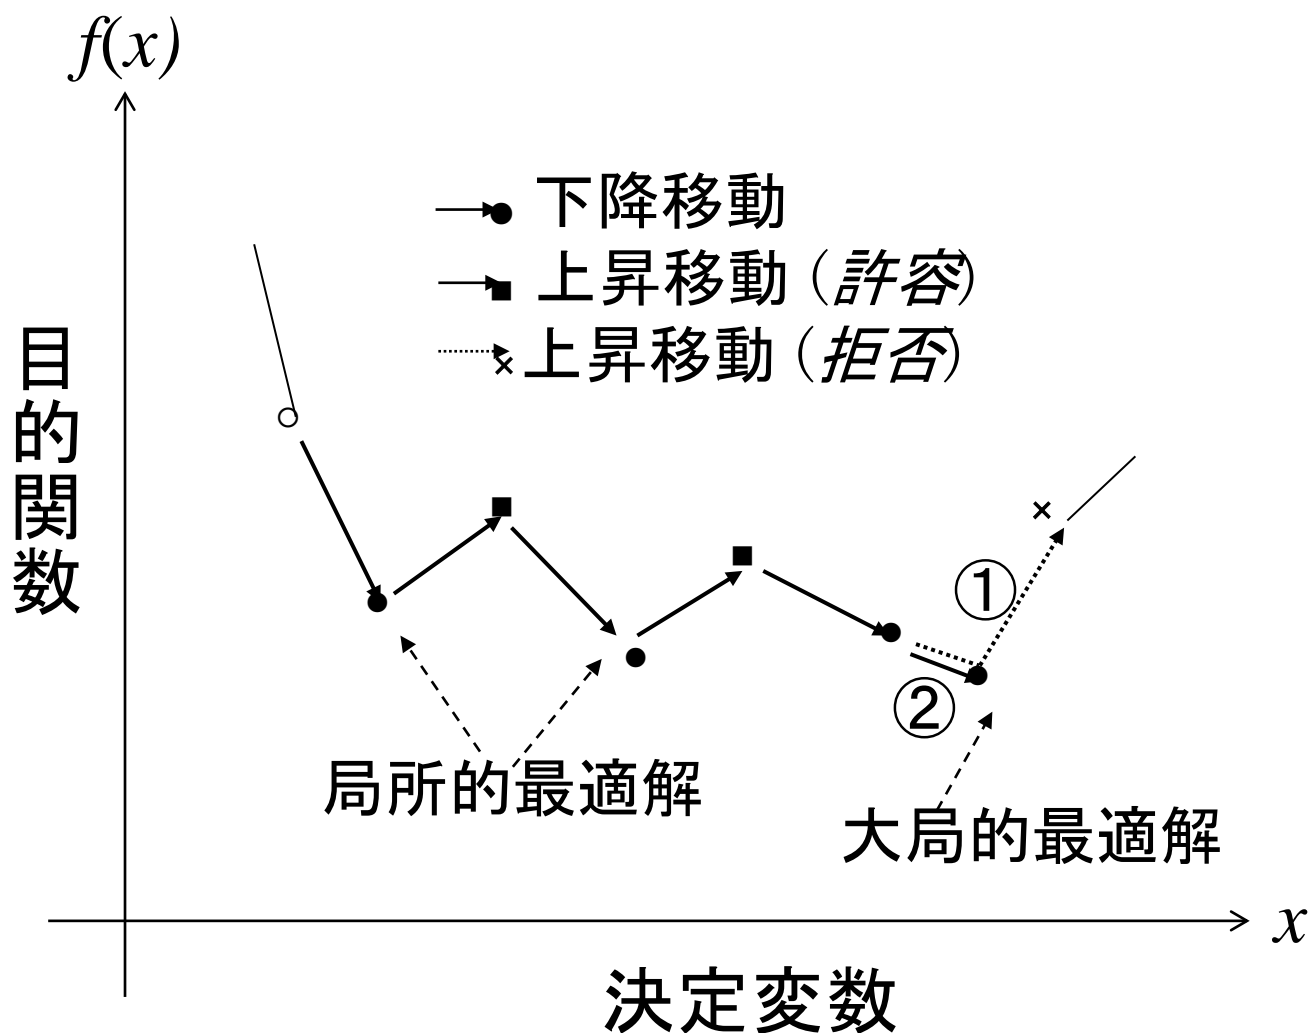 f(x)
下降移動
上昇移動（許容）
上昇移動（拒否）
目的関数
①
②
局所的最適解
大局的最適解
x
決定変数